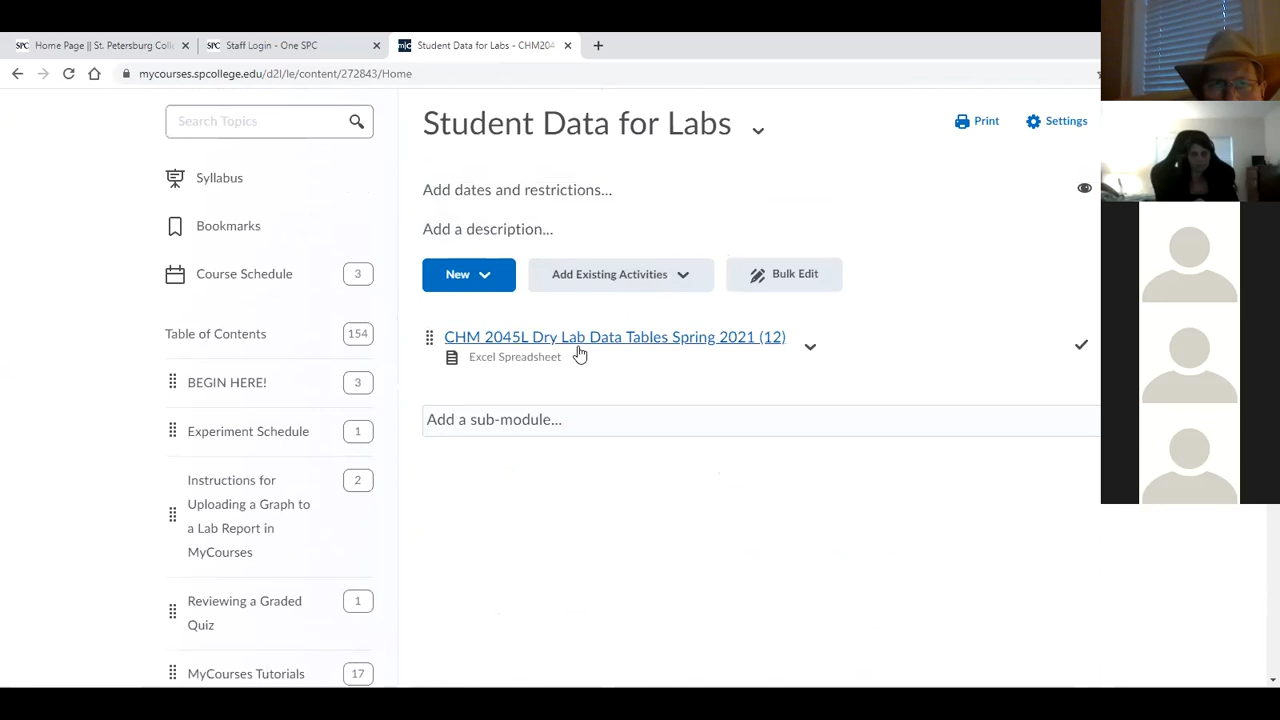 Home Page || St. Petersburg Coll
Staff Login - One SPC
Student Data for Labs - CHM204
mycourses.spcollege.edu/d2l/le/content/272843/Home
Search Topics
Syllabus
Bookmarks
Course Schedule
3
Table of Contents
154
BEGIN HERE!
3
Experiment Schedule
1
Instructions for
Uploading a Graph to
a Lab Report in
MyCourses
2
Reviewing a Graded
Quiz
1
MyCourses Tutorials
17
Student Data for Labs
Print
Settings
Add dates and restrictions...
Add a description...
New
Add Existing Activities
Bulk Edit
CHM 2045L Dry Lab Data Tables Spring 2021 (12)
Excel Spreadsheet
Add a sub-module...